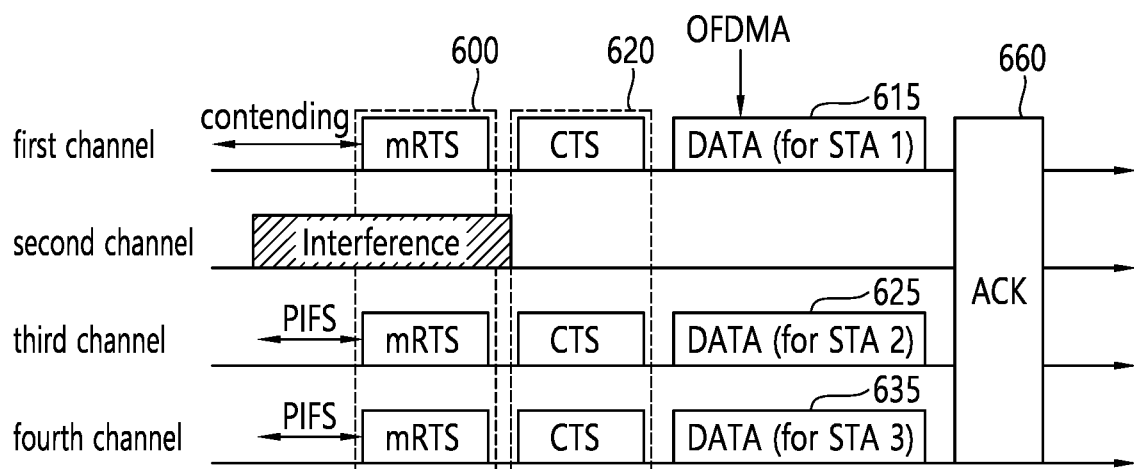 OFDMA
600
620
660
615
contending
first channel
mRTS
CTS
DATA (for STA 1)
second channel
Interference
625
ACK
PIFS
third channel
mRTS
CTS
DATA (for STA 2)
635
PIFS
fourth channel
mRTS
CTS
DATA (for STA 3)